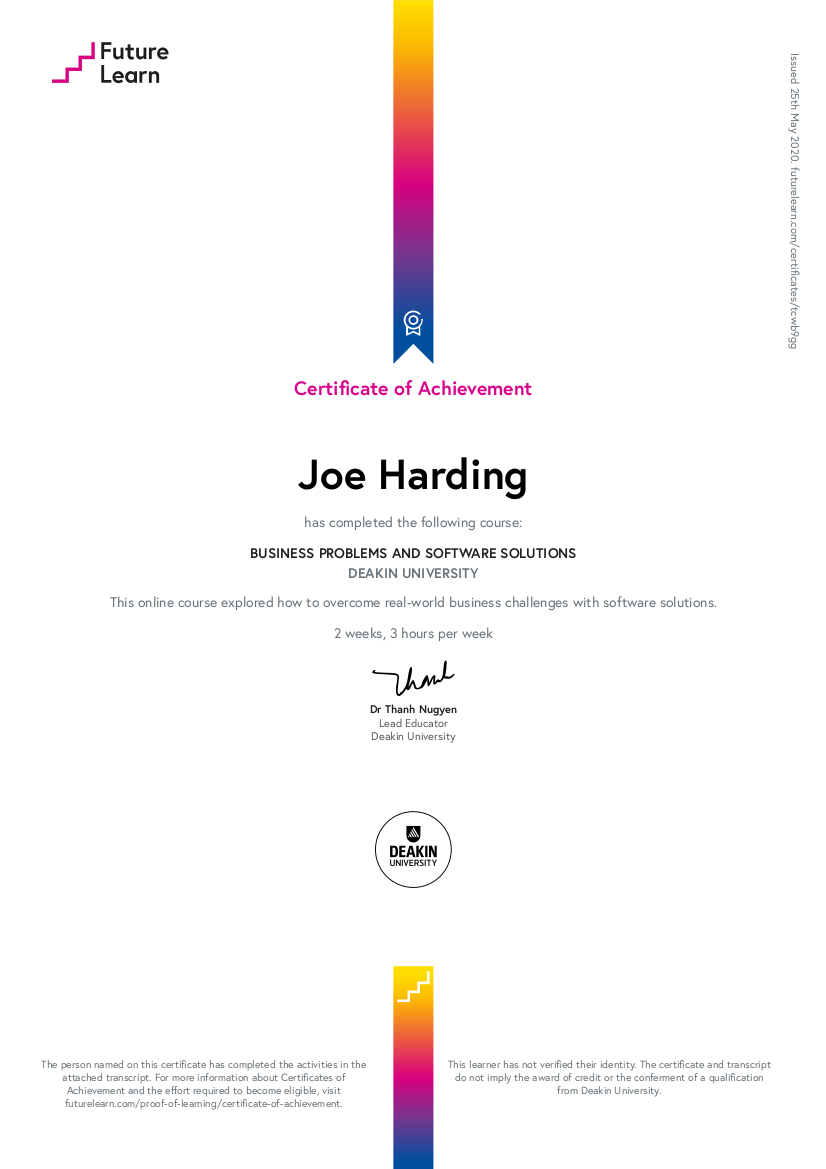 Future
Learn
Issued 25th May 2020. futurelearn.com/certificates/tcwb9gg
Certificate of Achievement
Joe Harding
has completed the following course:
BUSINESS PROBLEMS AND SOFTWARE SOLUTIONS
DEAKIN UNIVERSITY
This online course explored how to overcome real-world business challenges with software solutions.
2 weeks, 3 hours per week
Thanh
Dr Thanh Nugyen
Lead Educator
Deakin University
DEAKIN
UNIVERSITY
The person named on this certificate has completed the activities in the
attached transcript. For more information about Certificates of
Achievement and the effort required to become eligible, visit
futurelearn.com/proof-of-learning/certificate-of-achievement.
This learner has not verified their identity. The certificate and transcript
do not imply the award of credit or the conferment of a qualification
from Deakin University.